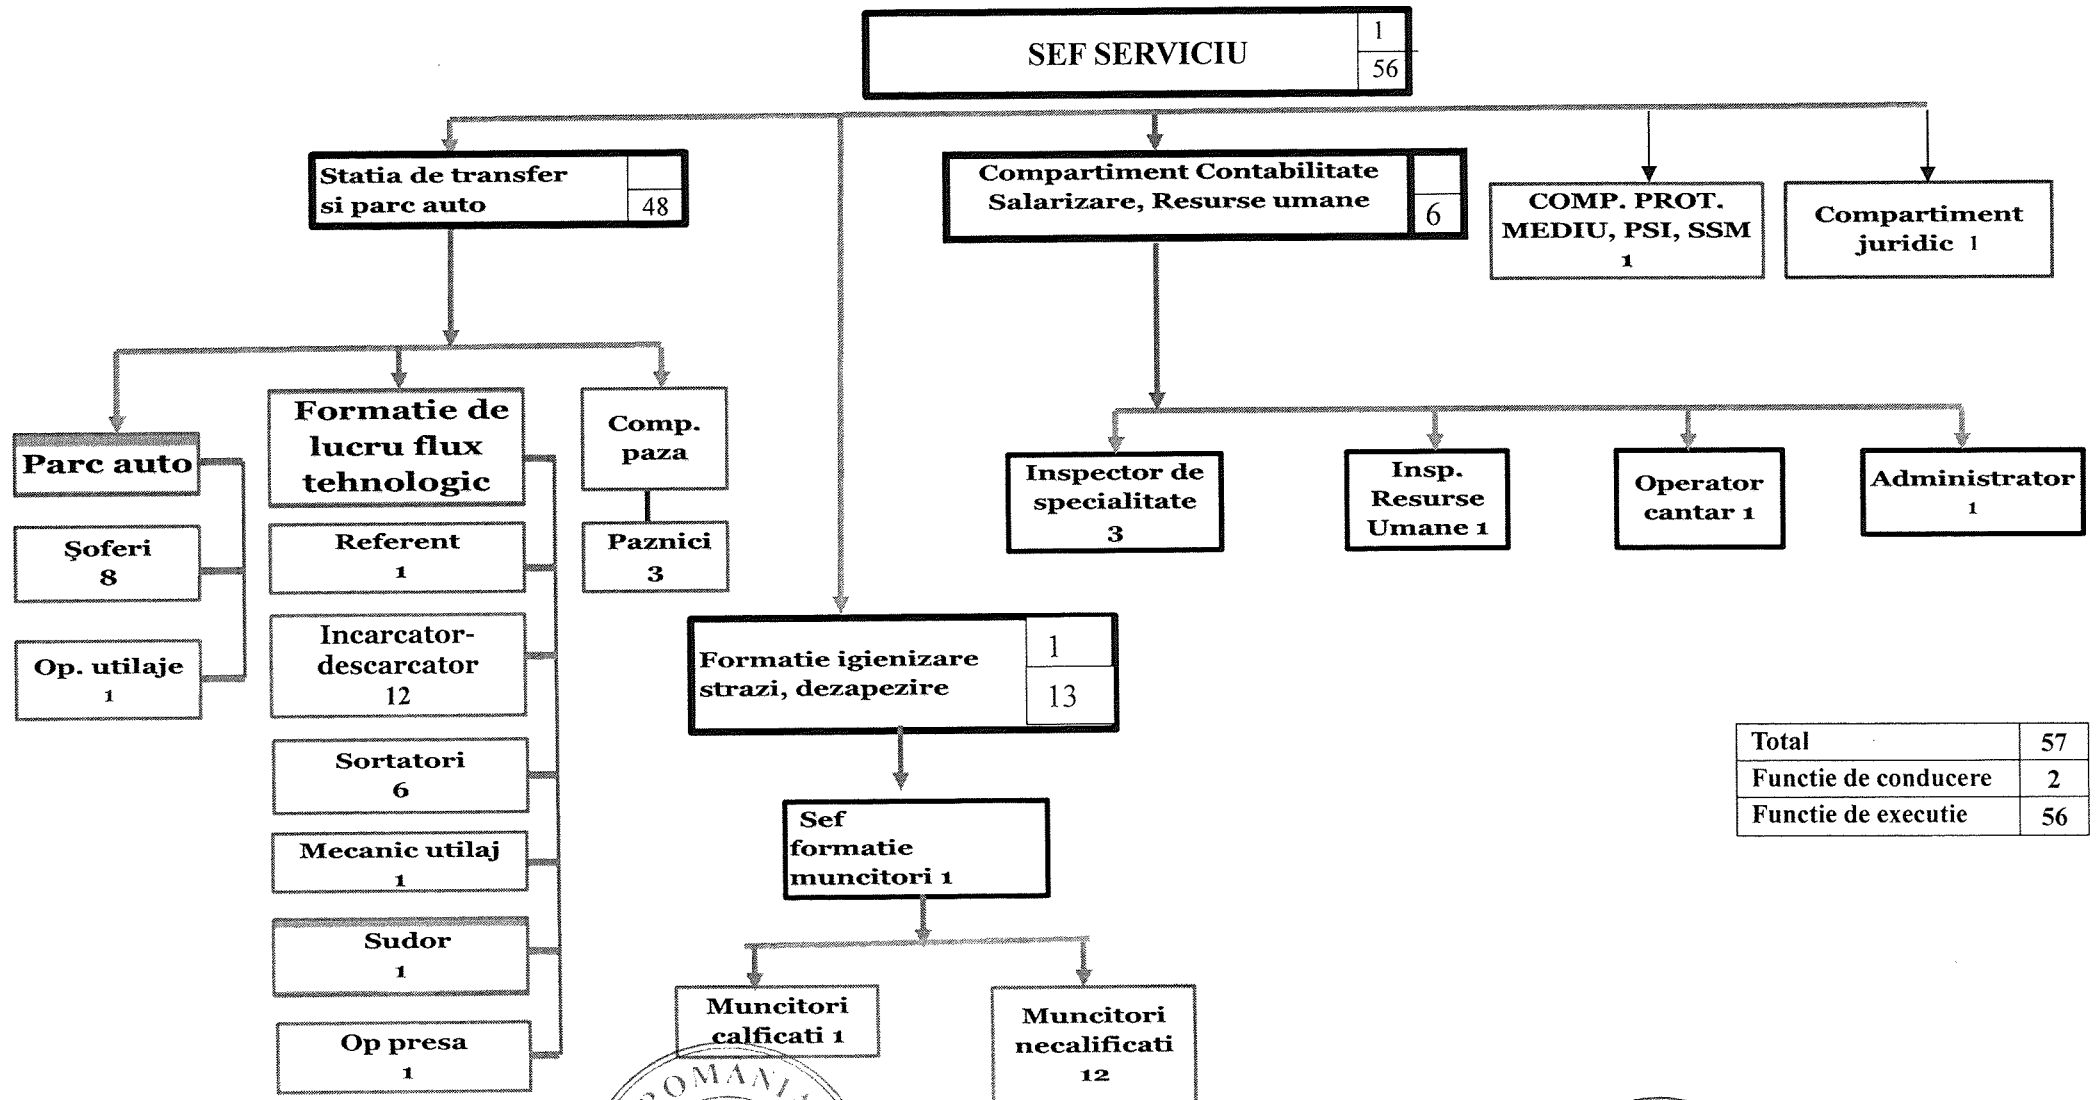 SEF SERVICIU
1
56
Statia de transfer
si parc auto
48
Compartiment Contabilitate
Salarizare, Resurse umane
6
COMP. PROT.
MEDIU, PSI, SSM
1
Compartiment
juridic 1
Parc auto
Şoferi
8
Op. utilaje
1
Formatie de
lucru flux
tehnologic
Referent
1
Incarcator-
descarcator
12
Sortatori
6
Mecanic utilaj
1
Sudor
1
Op presa
1
Comp.
paza
Paznici
3
Inspector de
specialitate
3
Insp.
Resurse
Umane 1
Operator
cantar 1
Administrator
1
Formatie igienizare
strazi, dezapezire
1
13
Sef
formatie
muncitori 1
Muncitori
calficati 1
Muncitori
necalificati
12
Total 57
Functie de conducere 2
Functie de executie 56
ROMANIA